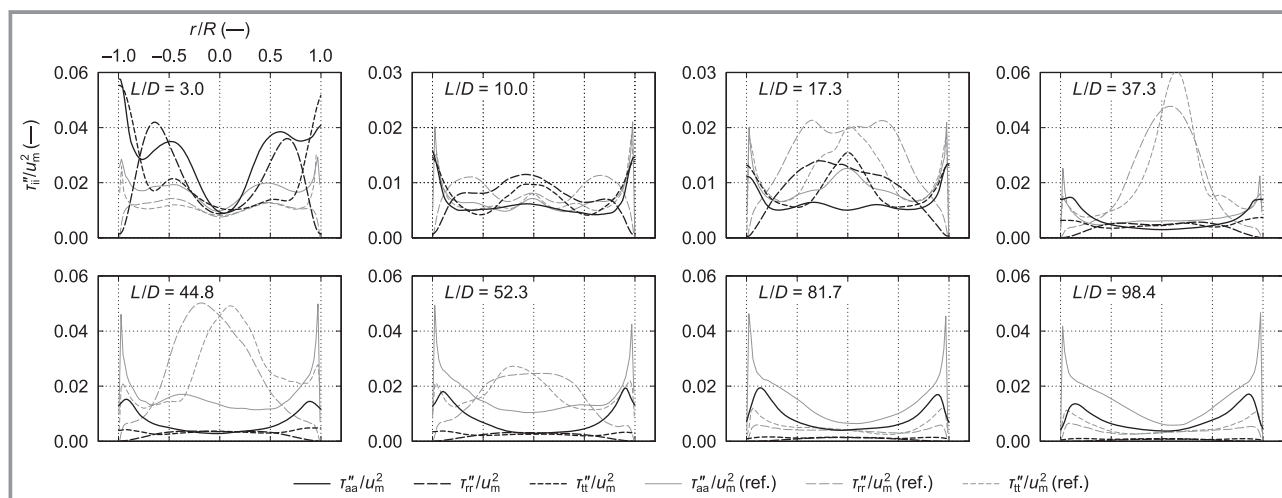 r/R (—)
–1.0 –0.5 0.0 0.5 1.0
0.06 0.04 0.02 0.00
τ″ii/u²m (—)
L/D = 3.0
0.03 0.02 0.01 0.00
L/D = 10.0
0.03 0.02 0.01 0.00
L/D = 17.3
0.06 0.04 0.02 0.00
L/D = 37.3
0.06 0.04 0.02 0.00
L/D = 44.8
0.06 0.04 0.02 0.00
L/D = 52.3
0.06 0.04 0.02 0.00
L/D = 81.7
0.06 0.04 0.02 0.00
L/D = 98.4
τ″aa/u²m τ″rr/u²m τ″tt/u²m τ″aa/u²m (ref.) τ″rr/u²m (ref.) τ″tt/u²m (ref.)